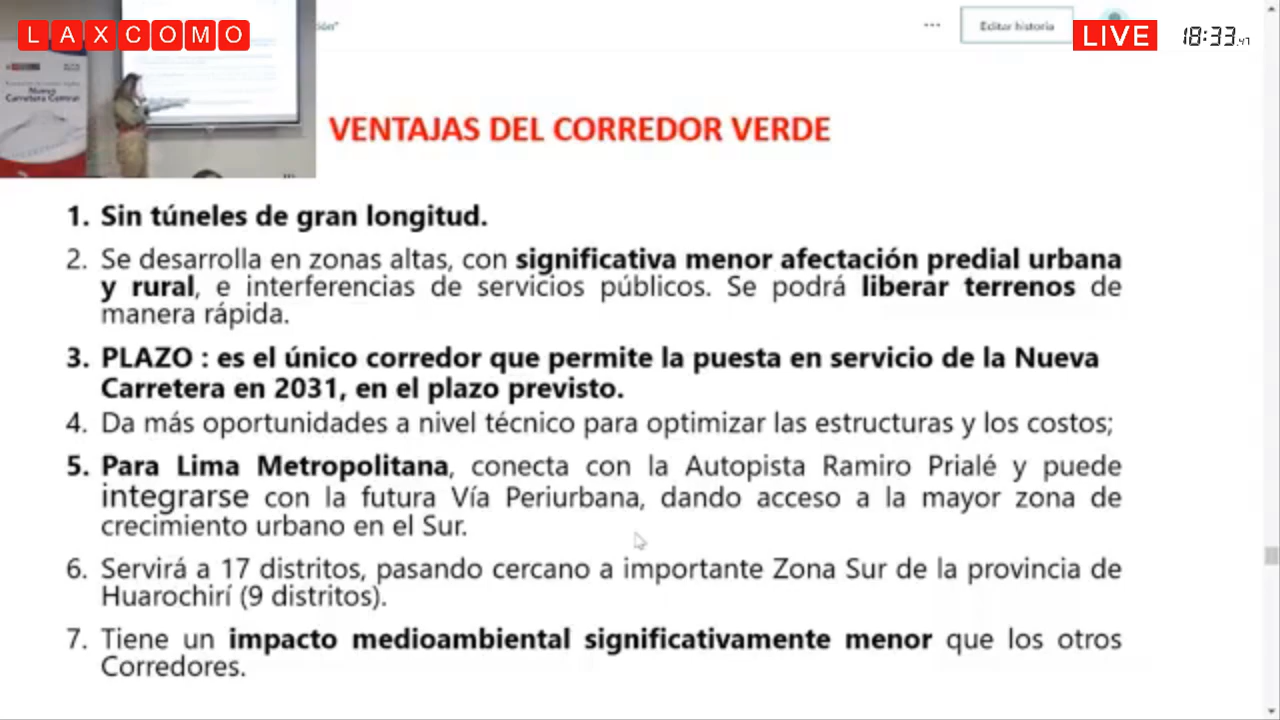 LAXCOMO
ión"
Editar historia
LIVE
18:33.47
Nueva
Carretera Central
VENTAJAS DEL CORREDOR VERDE
1. Sin túneles de gran longitud.
2. Se desarrolla en zonas altas, con significativa menor afectación predial urbana
y rural, e interferencias de servicios públicos. Se podrá liberar terrenos de
manera rápida.
3. PLAZO : es el único corredor que permite la puesta en servicio de la Nueva
Carretera en 2031, en el plazo previsto.
4. Da más oportunidades a nivel técnico para optimizar las estructuras y los costos;
5. Para Lima Metropolitana, conecta con la Autopista Ramiro Prialé y puede
integrarse con la futura Vía Periurbana, dando acceso a la mayor zona de
crecimiento urbano en el Sur.
6. Servirá a 17 distritos, pasando cercano a importante Zona Sur de la provincia de
Huarochirí (9 distritos).
7. Tiene un impacto medioambiental significativamente menor que los otros
Corredores.